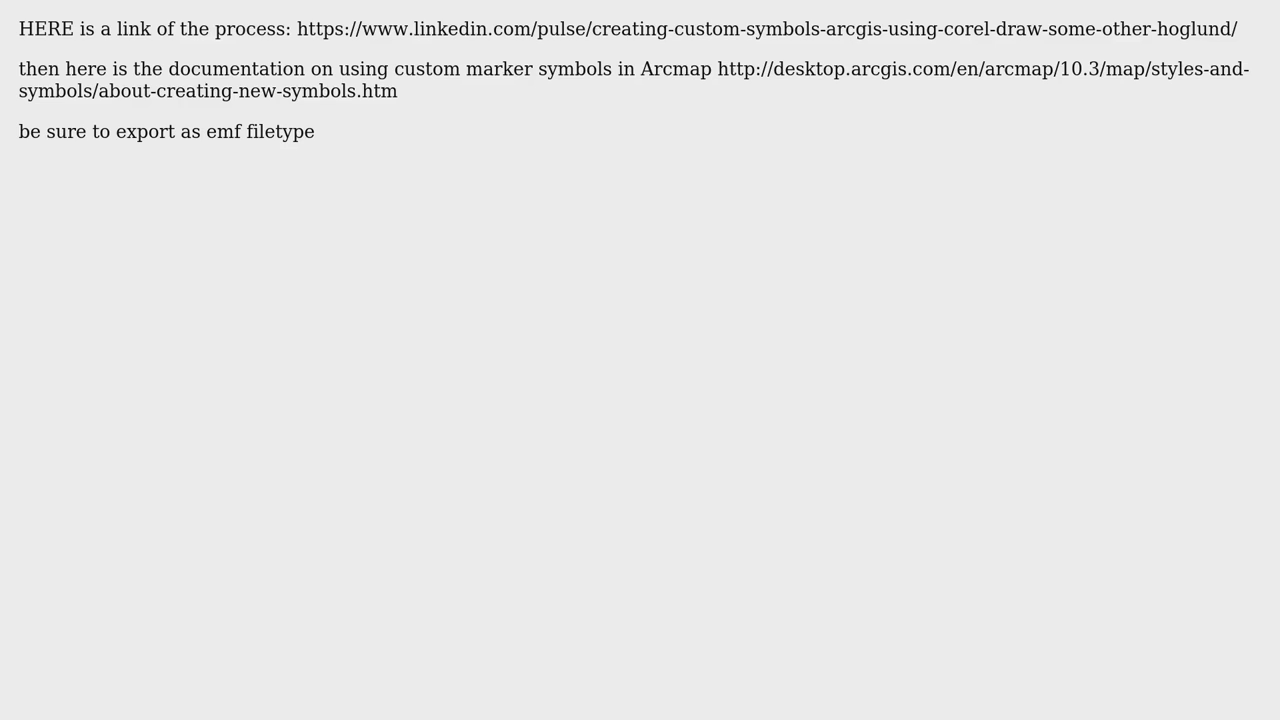 HERE is a link of the process: https://www.linkedin.com/pulse/creating-custom-symbols-arcgis-using-corel-draw-some-other-hoglund/
then here is the documentation on using custom marker symbols in Arcmap http://desktop.arcgis.com/en/arcmap/10.3/map/styles-and-
symbols/about-creating-new-symbols.htm
be sure to export as emf filetype